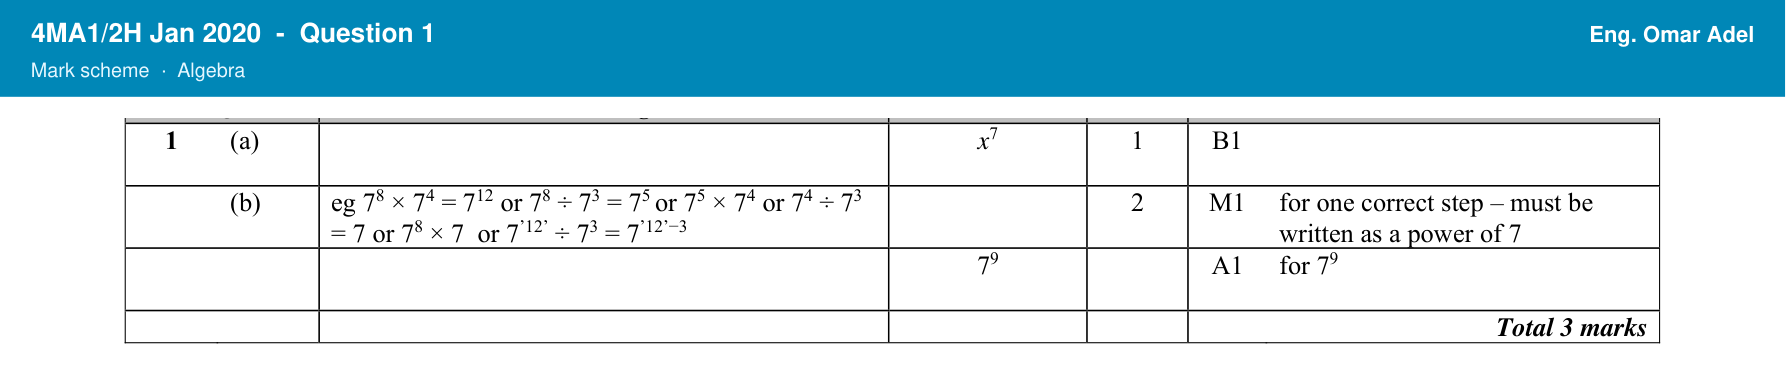 4MA1/2H Jan 2020 - Question 1
Eng. Omar Adel
Mark scheme · Algebra
1 (a) x⁷ 1 B1
(b) eg 7⁸ × 7⁴ = 7¹² or 7⁸ ÷ 7³ = 7⁵ or 7⁵ × 7⁴ or 7⁴ ÷ 7³ 2 M1 for one correct step – must be
= 7 or 7⁸ × 7 or 7^’12’ ÷ 7³ = 7^’12’−3 written as a power of 7
7⁹ A1 for 7⁹
Total 3 marks